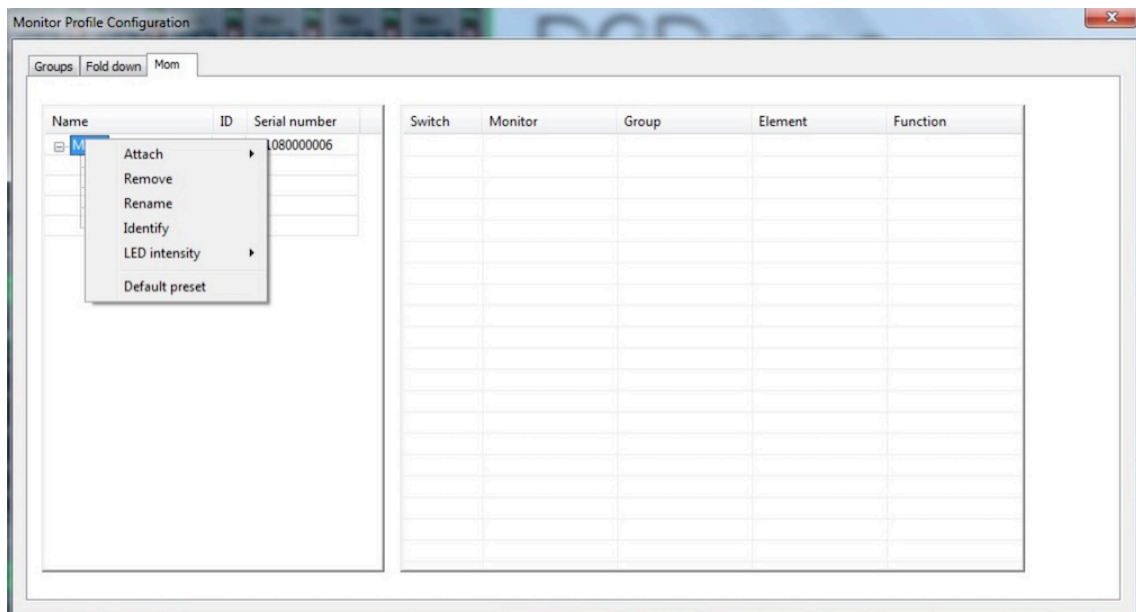 Monitor Profile Configuration
Groups Fold down Mom
Name ID Serial number Switch Monitor Group Element Function
Attach
Remove
Rename
Identify
LED intensity
Default preset